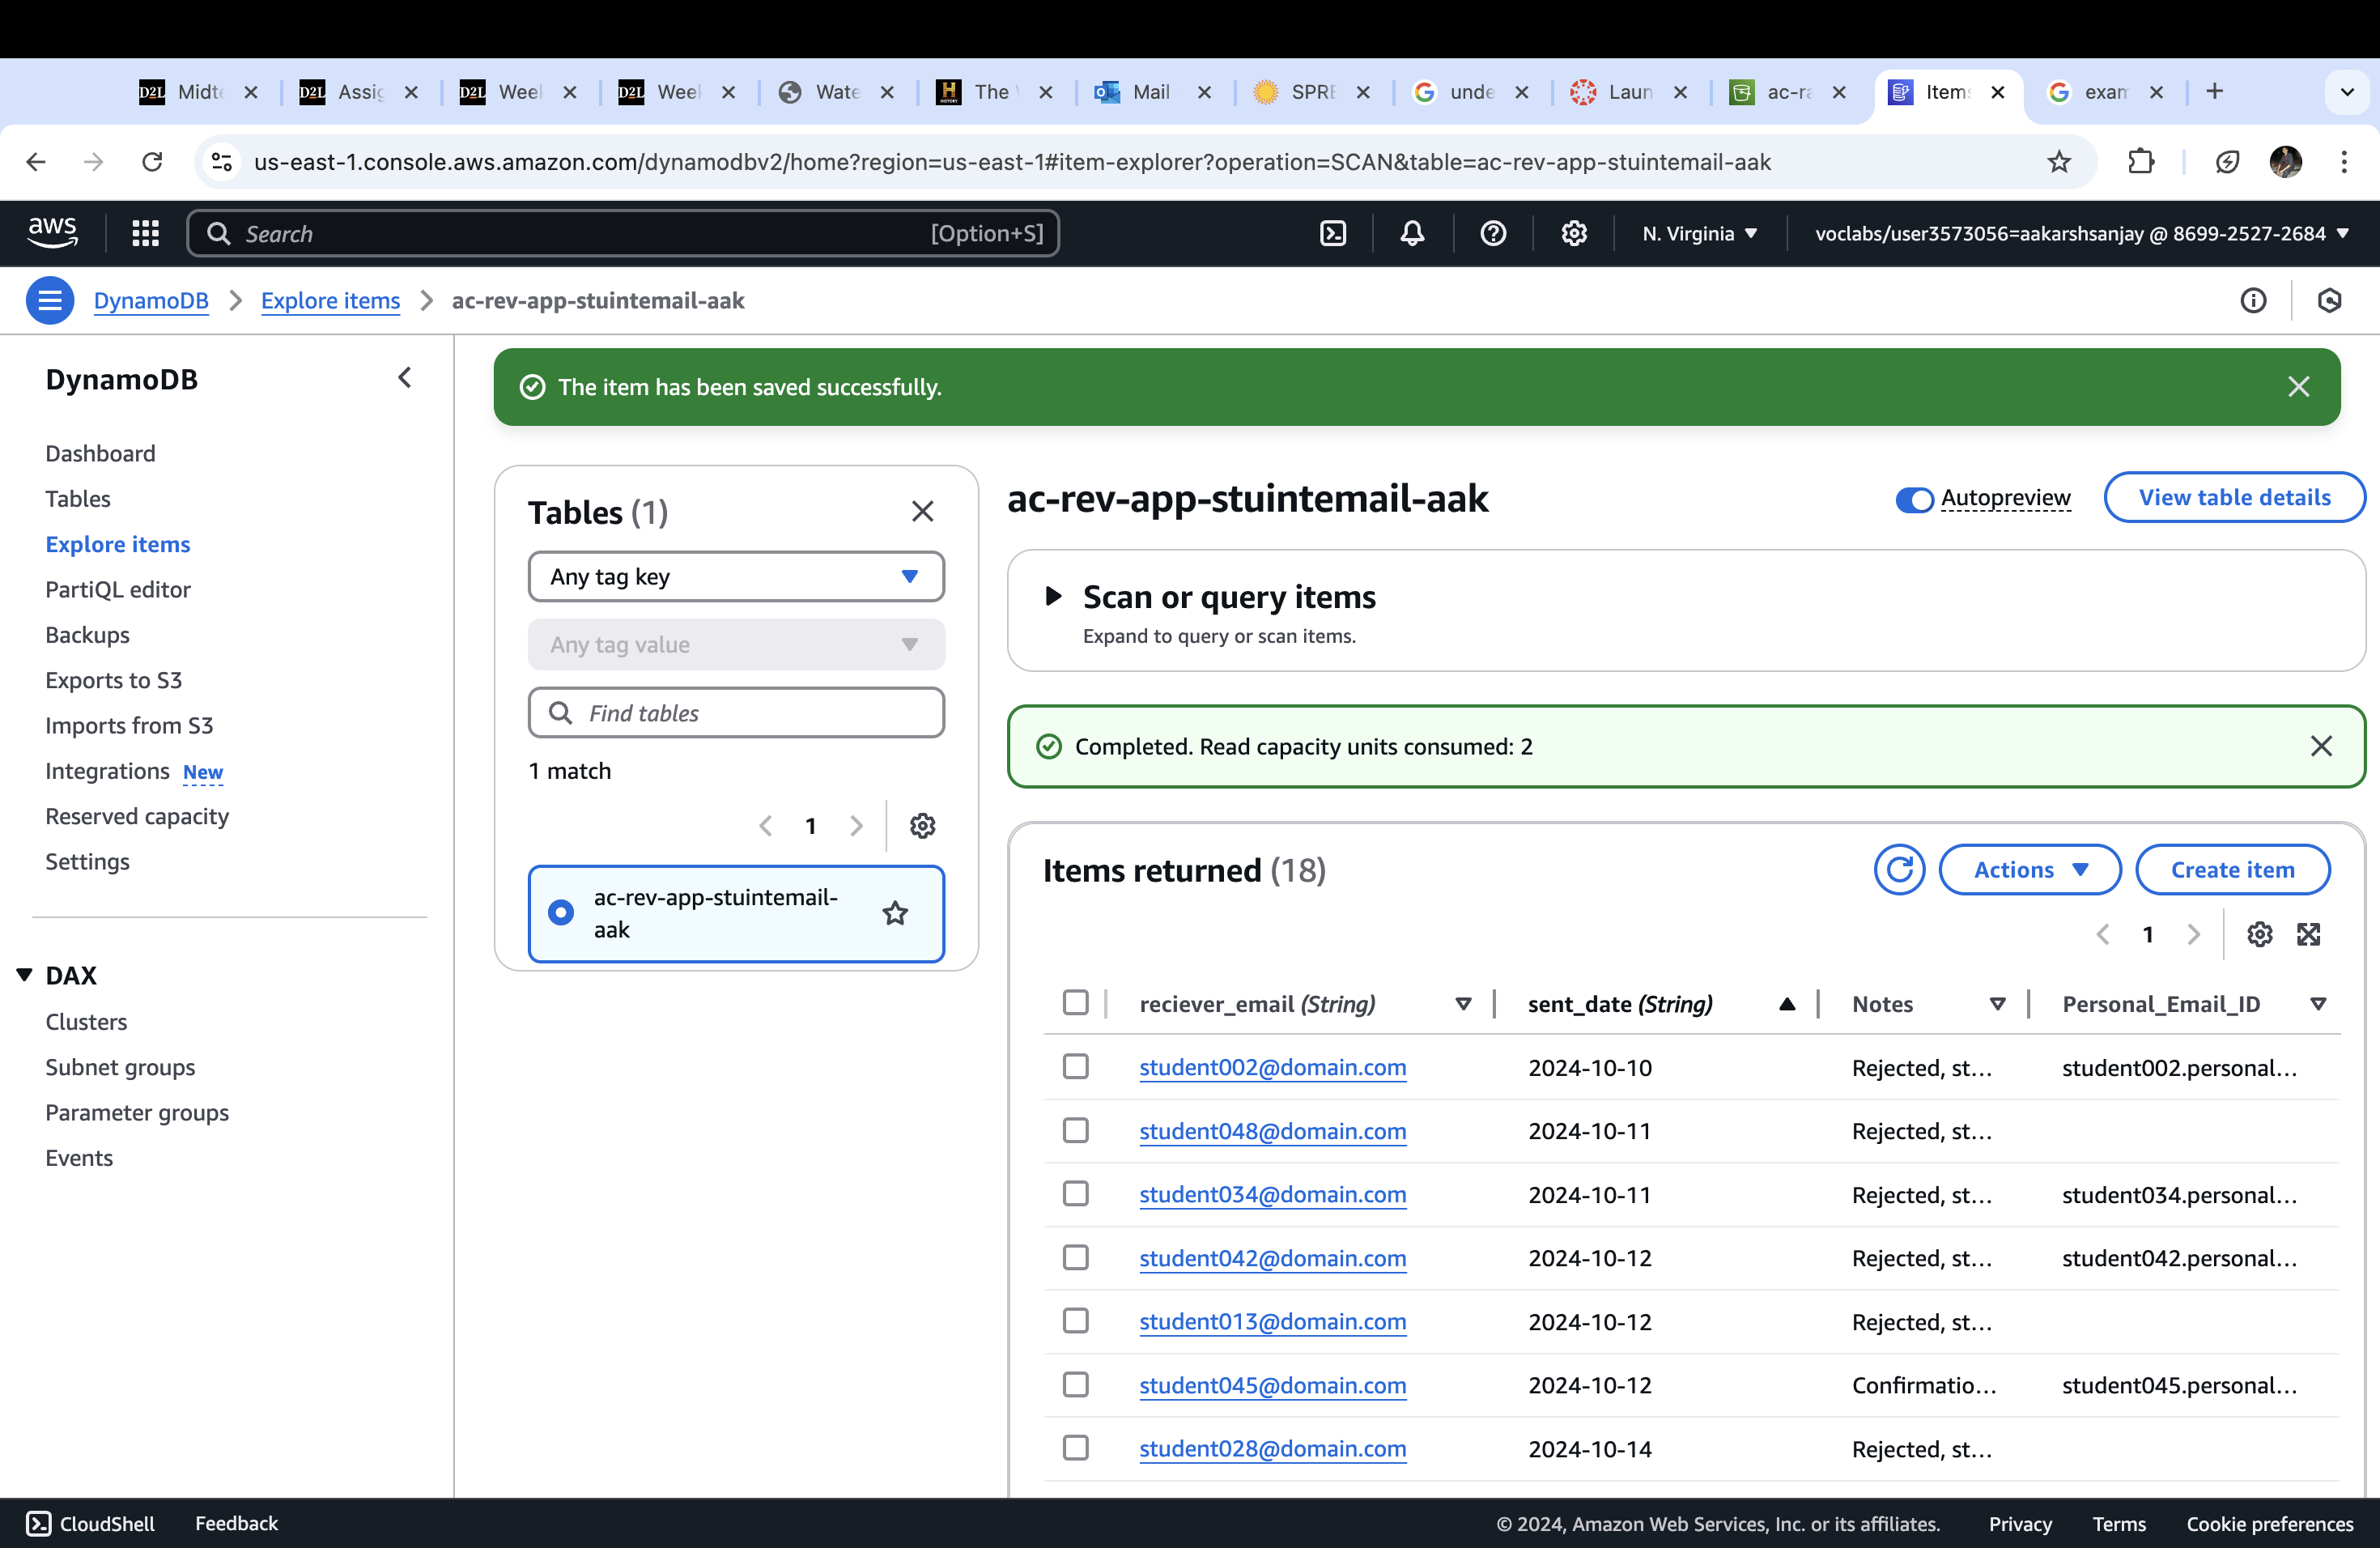 Midte
Assig
Week
Week
Wate
The W
Mail
SPRE
unde
Laun
ac-ra
Item
exam
us-east-1.console.aws.amazon.com/dynamodbv2/home?region=us-east-1#item-explorer?operation=SCAN&table=ac-rev-app-stuintemail-aak
aws
Search [Option+S]
N. Virginia
voclabs/user3573056=aakarshsanjay @ 8699-2527-2684
DynamoDB > Explore items > ac-rev-app-stuintemail-aak
DynamoDB
Dashboard
Tables
Explore items
PartiQL editor
Backups
Exports to S3
Imports from S3
Integrations New
Reserved capacity
Settings
DAX
Clusters
Subnet groups
Parameter groups
Events
The item has been saved successfully.
Tables (1)
Any tag key
Any tag value
Find tables
1 match
1
ac-rev-app-stuintemail-
aak
ac-rev-app-stuintemail-aak
Autopreview
View table details
Scan or query items
Expand to query or scan items.
Completed. Read capacity units consumed: 2
Items returned (18)
Actions
Create item
1
reciever_email (String) sent_date (String) Notes Personal_Email_ID
student002@domain.com 2024-10-10 Rejected, st... student002.personal...
student048@domain.com 2024-10-11 Rejected, st...
student034@domain.com 2024-10-11 Rejected, st... student034.personal...
student042@domain.com 2024-10-12 Rejected, st... student042.personal...
student013@domain.com 2024-10-12 Rejected, st...
student045@domain.com 2024-10-12 Confirmatio... student045.personal...
student028@domain.com 2024-10-14 Rejected, st...
CloudShell Feedback © 2024, Amazon Web Services, Inc. or its affiliates. Privacy Terms Cookie preferences